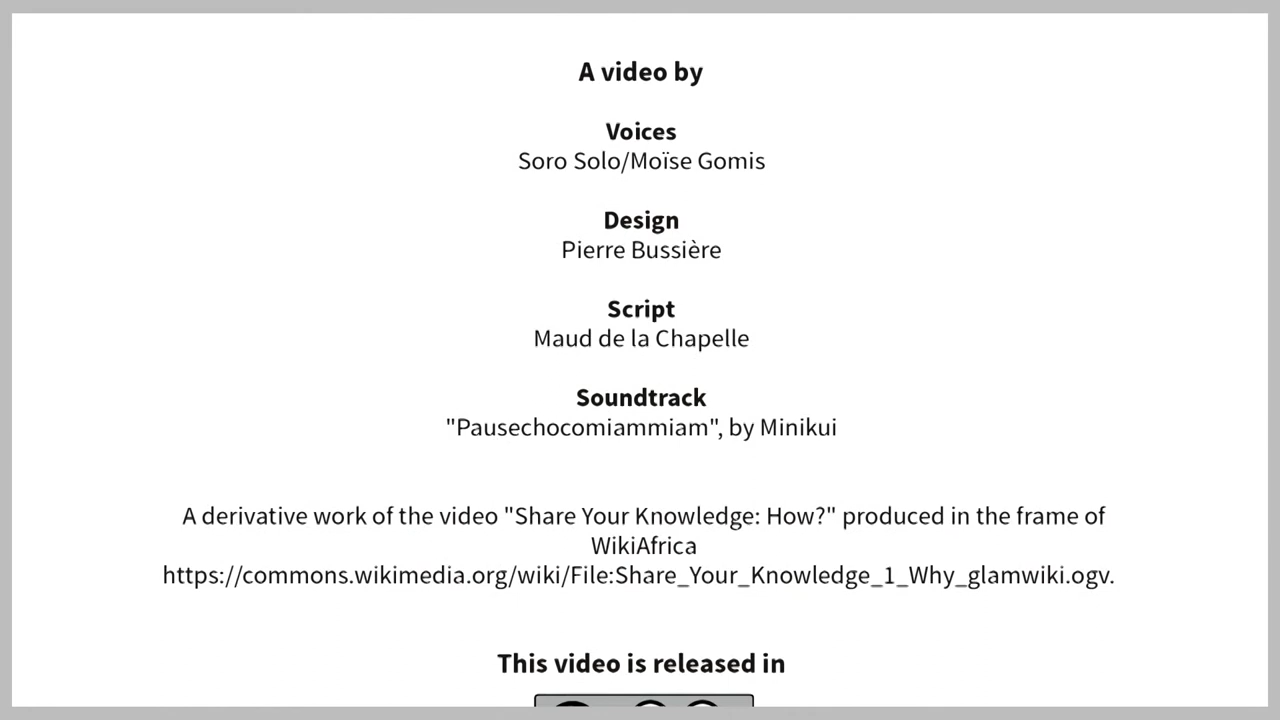 A video by
Voices
Soro Solo/Moïse Gomis
Design
Pierre Bussière
Script
Maud de la Chapelle
Soundtrack
"Pausechocomiammiam", by Minikui
A derivative work of the video "Share Your Knowledge: How?" produced in the frame of
WikiAfrica
https://commons.wikimedia.org/wiki/File:Share_Your_Knowledge_1_Why_glamwiki.ogv.
This video is released in